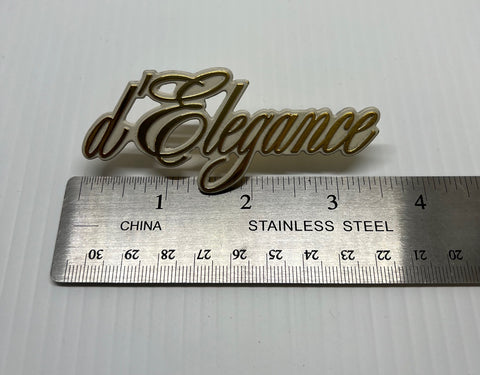 d'Elegance
1 2 3 4
CHINA STAINLESS STEEL
30 29 28 27 26 25 24 23 22 21 20